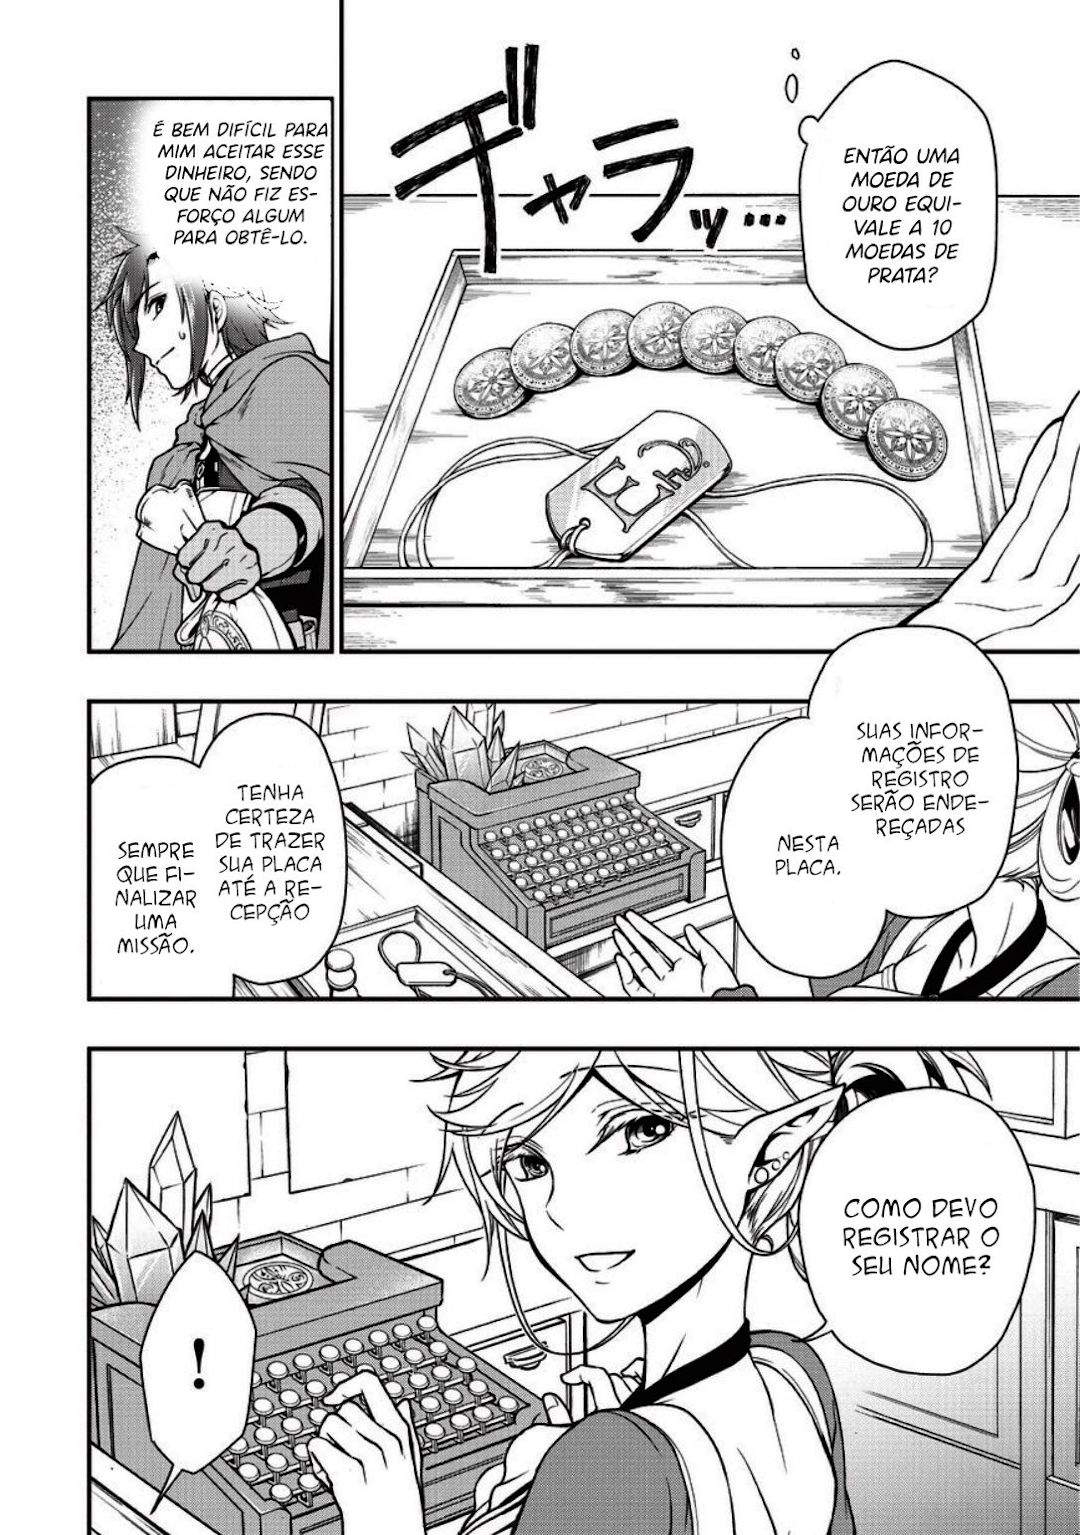 ENTÃO UMA
MOEDA DE
OURO EQUI-
VALE A 10
MOEDAS DE
PRATA?
ヂャラッ…
É BEM DIFÍCIL PARA
MIM ACEITAR ESSE
DINHEIRO, SENDO
QUE NÃO FIZ ES-
FORÇO ALGUM
PARA OBTÊ-LO.
SUAS INFOR-
MAÇÕES DE
REGISTRO
SERÃO ENDE-
REÇADAS
NESTA
PLACA.
TENHA
CERTEZA
DE TRAZER
SUA PLACA
ATÉ A RE-
CEPÇÃO
SEMPRE
QUE FI-
NALIZAR
UMA
MISSÃO.
COMO DEVO
REGISTRAR O
SEU NOME?
!